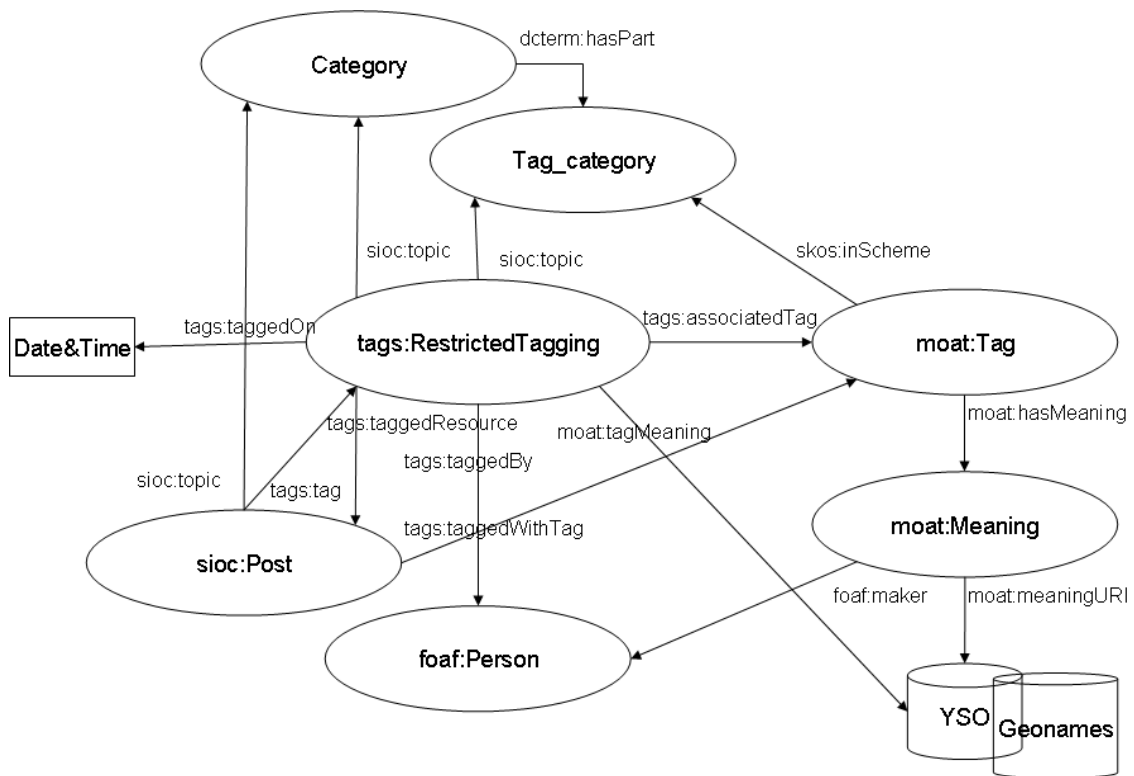 dcterm:hasPart
Category
Tag_category
sioc:topic
sioc:topic
skos:inScheme
tags:taggedOn
tags:associatedTag
Date&Time
tags:RestrictedTagging
moat:Tag
tags:taggedResource
moat:tagMeaning
moat:hasMeaning
tags:taggedBy
sioc:topic
tags:tag
tags:taggedWithTag
moat:Meaning
sioc:Post
foaf:maker
moat:meaningURI
foaf:Person
YSO
Geonames